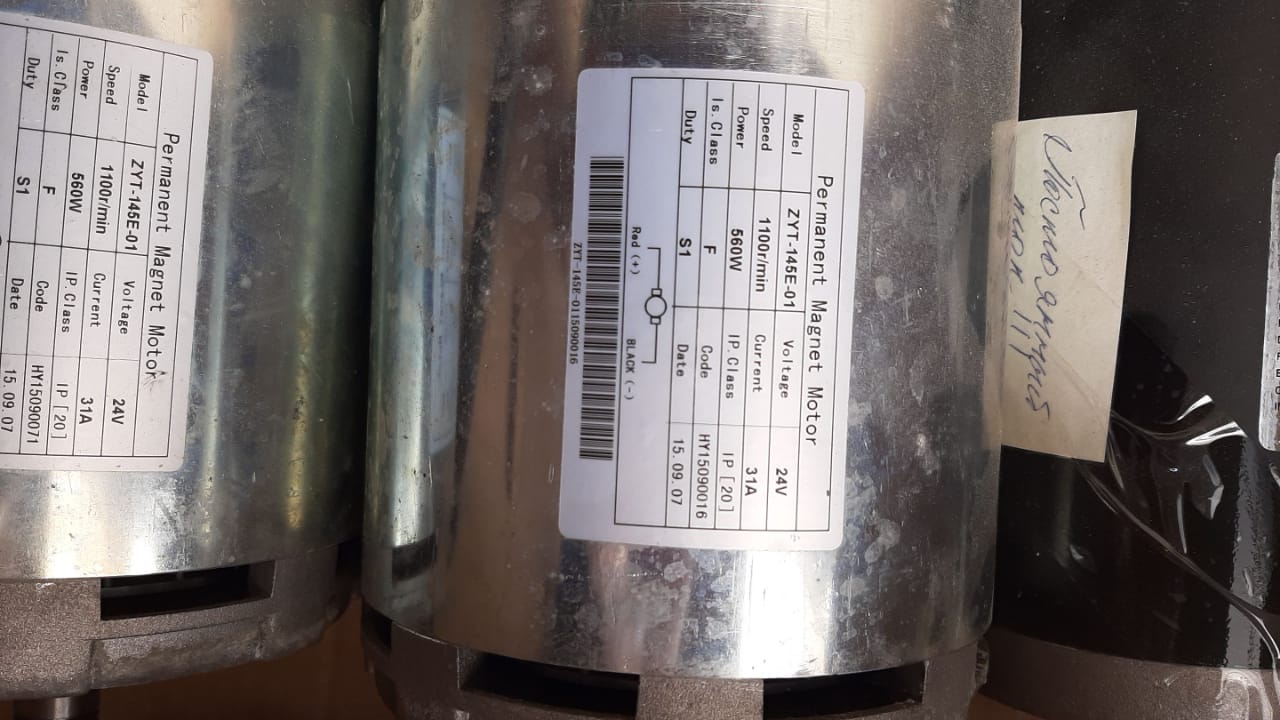 Permanent Magnet Motor
Model ZYT-145E-01 Voltage 24V
Speed 1100r/min Current 31A
Power 560W IP.Class IP[20]
Is.Class F Code HY15090071
Duty S1 Date 15.09.07
Permanent Magnet Motor
Model ZYT-145E-01 Voltage 24V
Speed 1100r/min Current 31A
Power 560W IP.Class IP[20]
Is.Class F Code HY15090016
Duty S1 Date 15.09.07
Red (+) BLACK (-)
ZYT-145E-0115090016
Постоянный